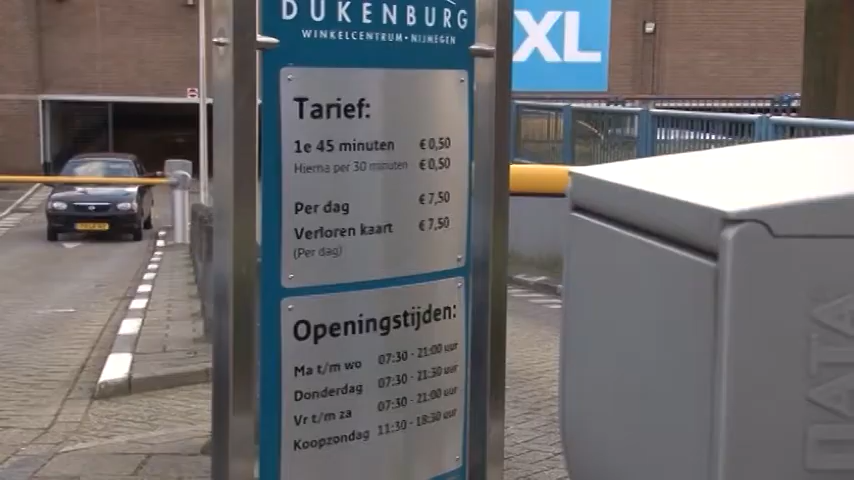 DUKENBURG
WINKELCENTRUM • NIJMEGEN
XL
Tarief:
1e 45 minuten € 0,50
Hierna per 30 minuten € 0,50
Per dag € 7,50
Verloren kaart € 7,50
(Per dag)
Openingstijden:
Ma t/m wo 07:30 - 21:00 uur
Donderdag 07:30 - 21:30 uur
Vr t/m za 07:30 - 21:00 uur
Koopzondag 11:30 - 18:30 uur
DATA